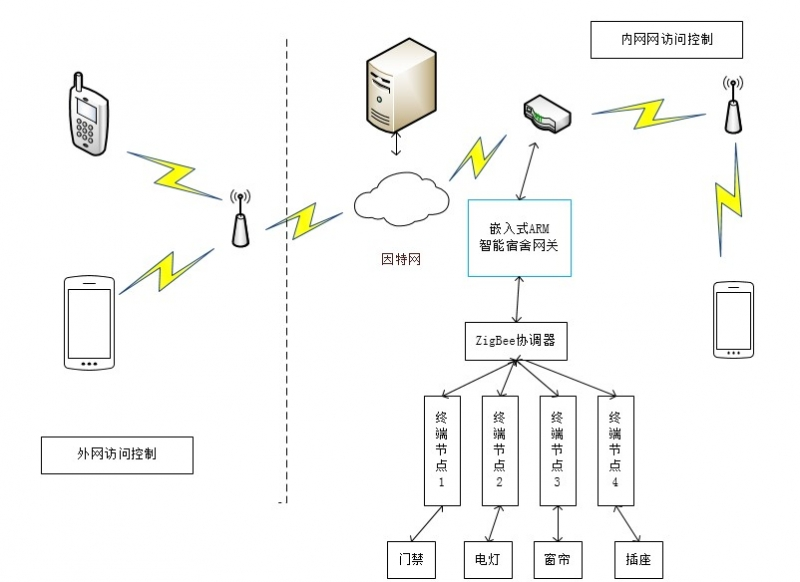 内网网访问控制
因特网
嵌入式ARM
智能宿舍网关
ZigBee协调器
终端节点1
终端节点2
终端节点3
终端节点4
外网访问控制
门禁
电灯
窗帘
插座